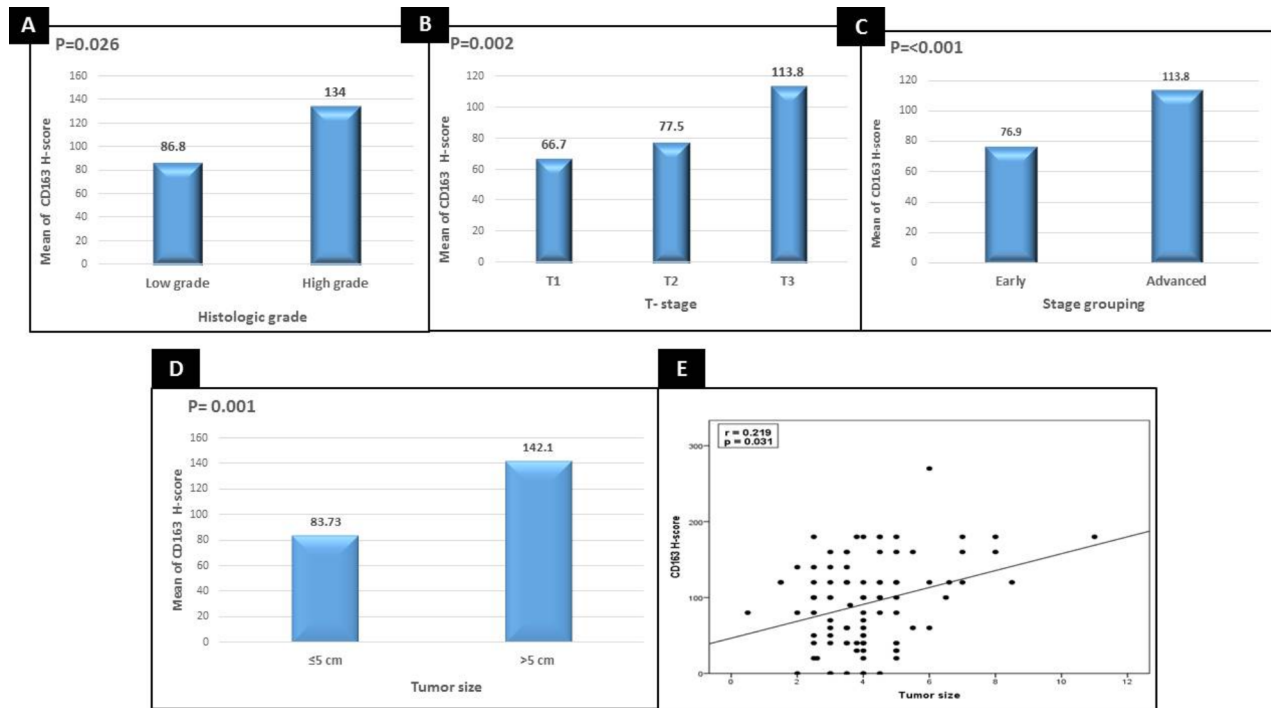 A
P=0.026
Mean of CD163 H-score
160
140
120
100
80
60
40
20
0
86.8
134
Low grade
High grade
Histologic grade
B
P=0.002
Mean of CD163 H-score
120
100
80
60
40
20
0
66.7
77.5
113.8
T1
T2
T3
T- stage
C
P=<0.001
Mean of CD163 H-score
120
100
80
60
40
20
0
76.9
113.8
Early
Advanced
Stage grouping
D
P= 0.001
Mean of CD163 H-score
160
140
120
100
80
60
40
20
0
83.73
142.1
≤5 cm
>5 cm
Tumor size
E
r = 0.219
p = 0.031
CD163 H-score
300
200
100
0
0
2
4
6
8
10
12
Tumor size